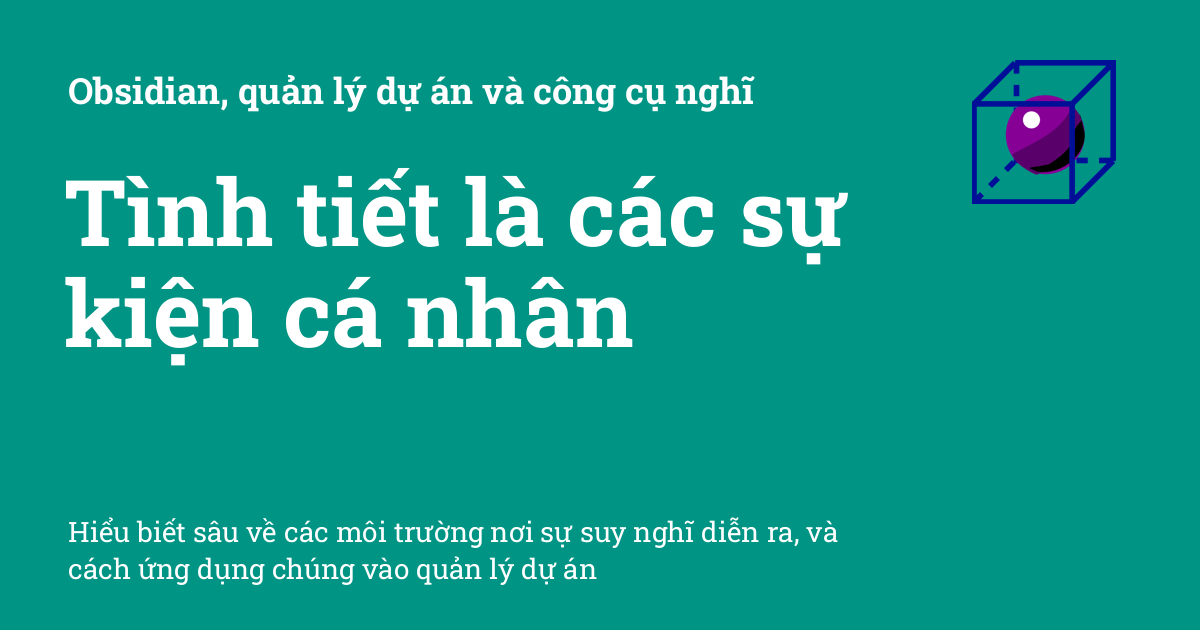 Obsidian, quản lý dự án và công cụ nghĩ
Tình tiết là các sự
kiện cá nhân
Hiểu biết sâu về các môi trường nơi sự suy nghĩ diễn ra, và
cách ứng dụng chúng vào quản lý dự án